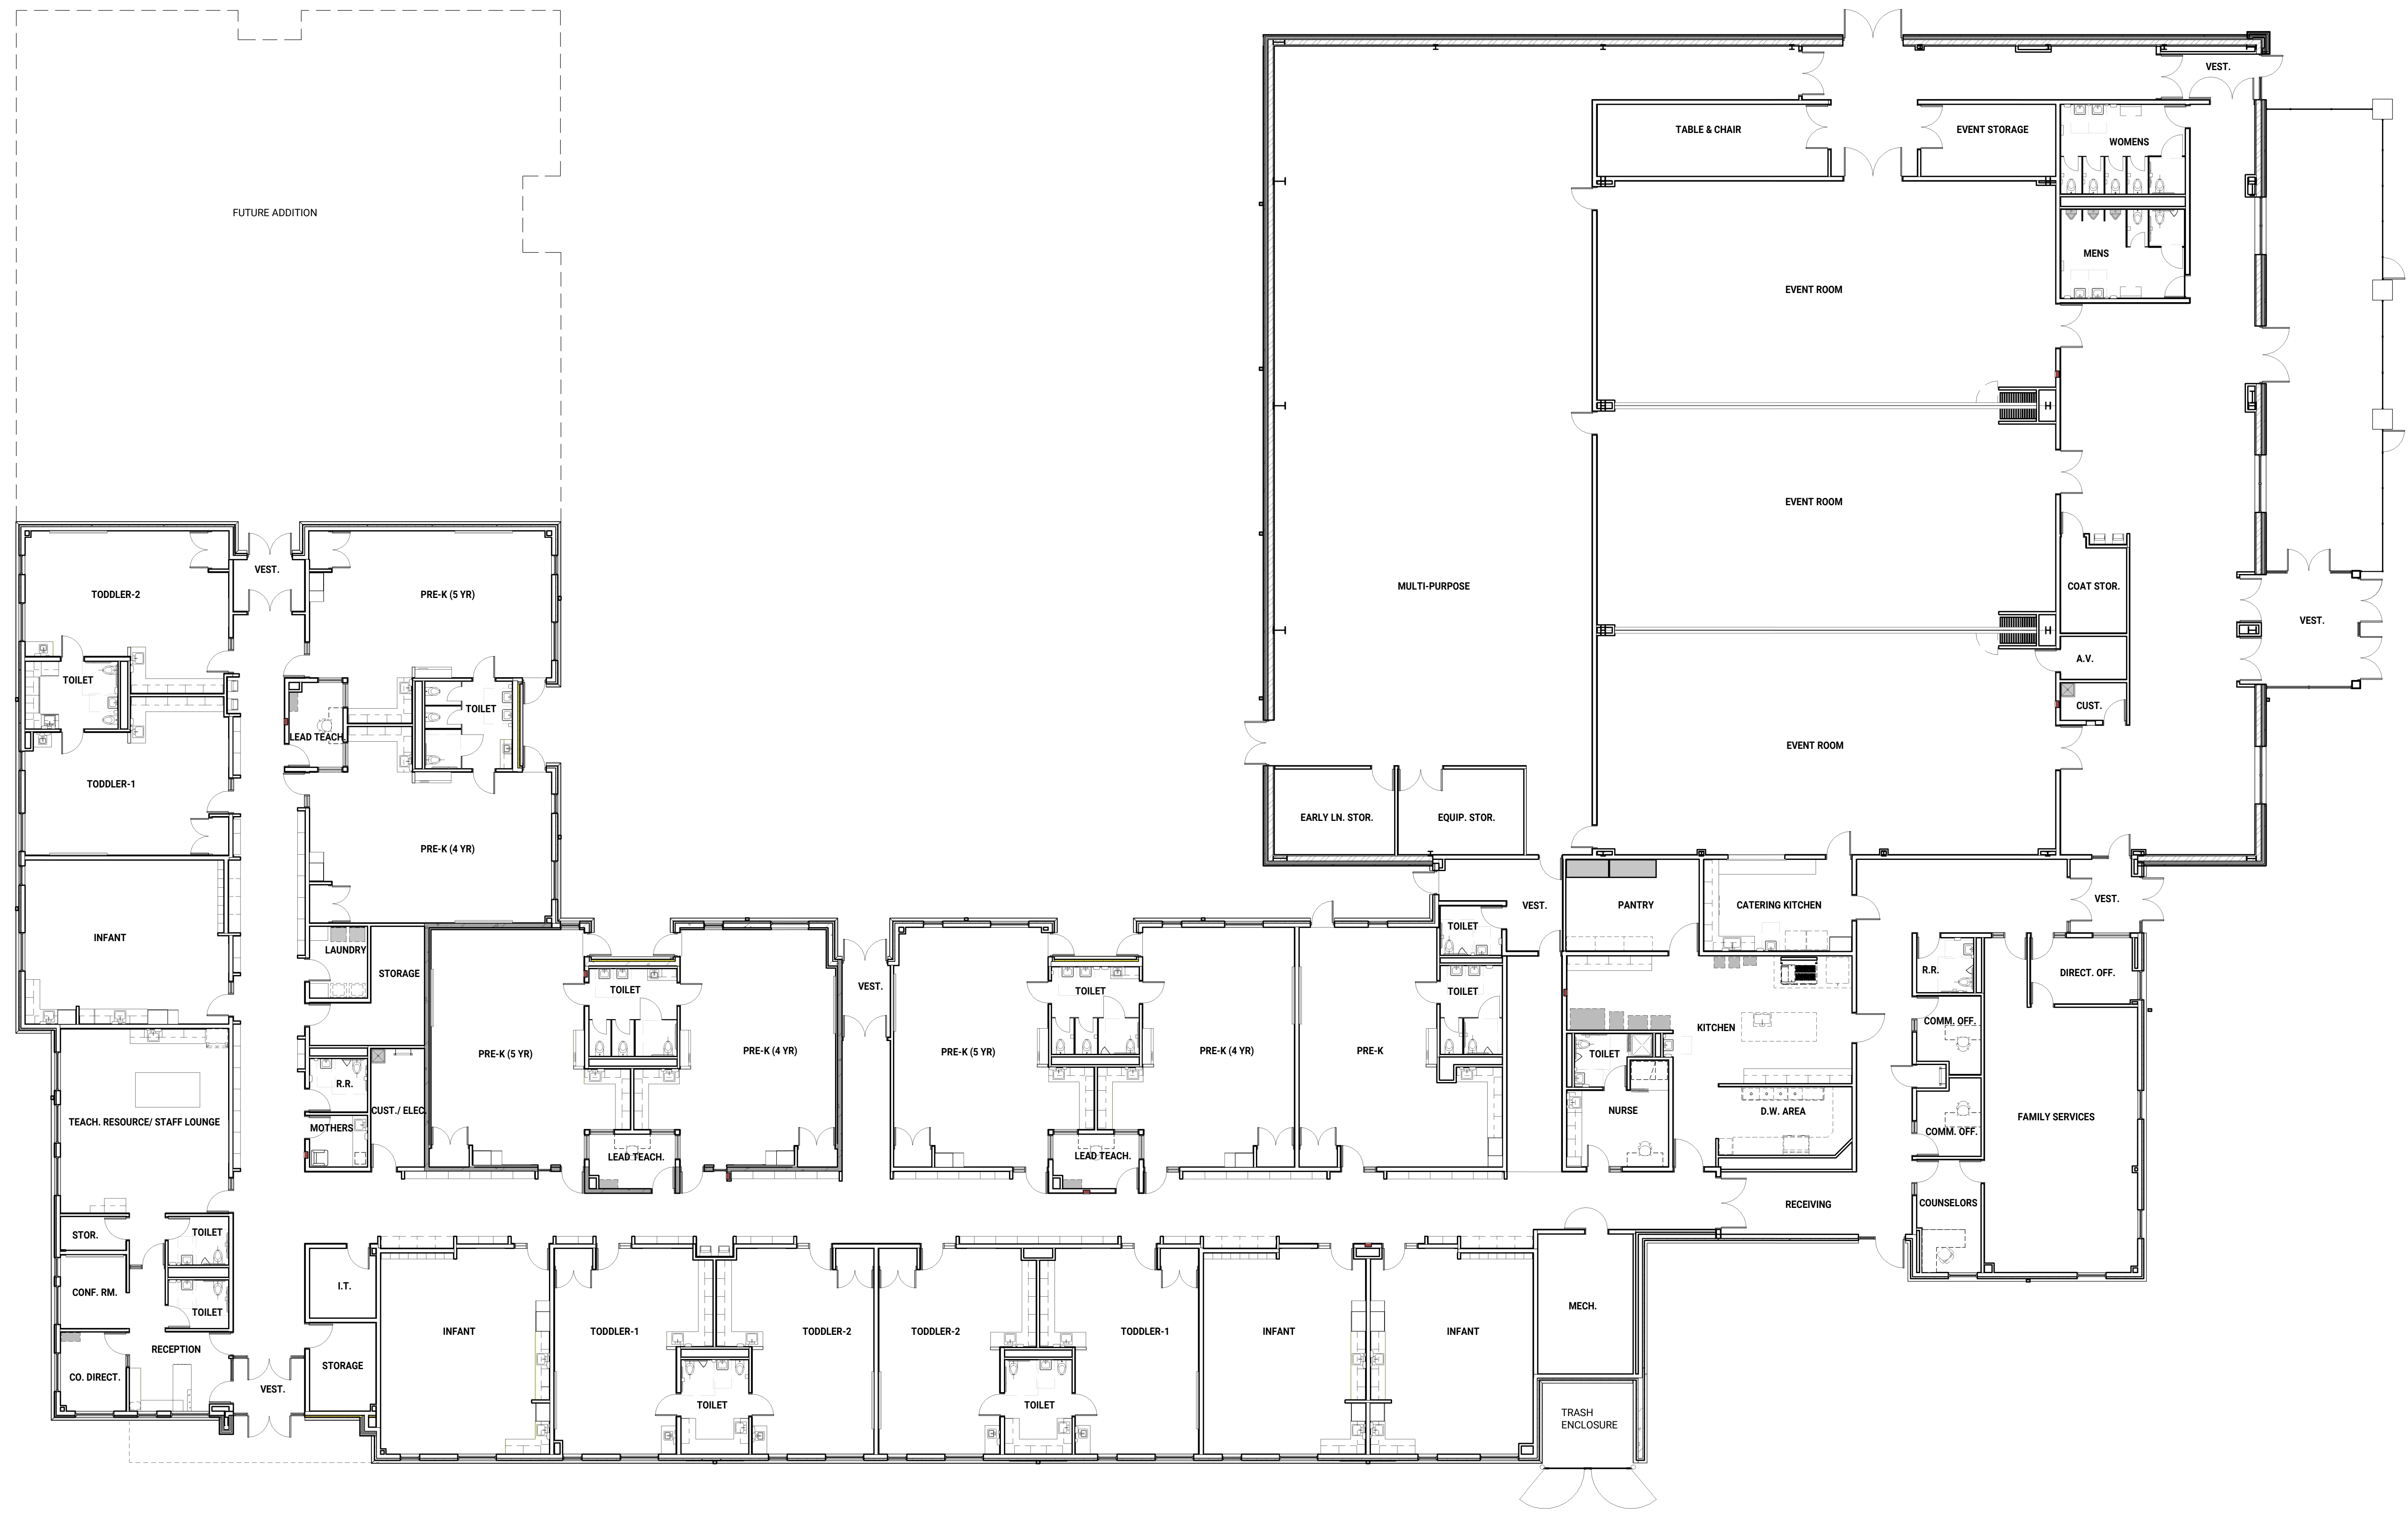 VEST.
TABLE & CHAIR
EVENT STORAGE
WOMENS
FUTURE ADDITION
MENS
EVENT ROOM
EVENT ROOM
MULTI-PURPOSE
COAT STOR.
VEST.
A.V.
CUST.
EVENT ROOM
EARLY LN. STOR.
EQUIP. STOR.
VEST.
TODDLER-2
PRE-K (5 YR)
TOILET
TOILET
LEAD TEACH.
TODDLER-1
PRE-K (4 YR)
INFANT
LAUNDRY
STORAGE
TOILET
PRE-K (5 YR)
PRE-K (4 YR)
VEST.
TOILET
PRE-K (5 YR)
PRE-K (4 YR)
PRE-K
TOILET
TOILET
VEST.
PANTRY
CATERING KITCHEN
VEST.
R.R.
DIRECT. OFF.
COMM. OFF.
KITCHEN
TOILET
NURSE
D.W. AREA
COMM. OFF.
FAMILY SERVICES
R.R.
CUST./ ELEC.
MOTHERS
TEACH. RESOURCE/ STAFF LOUNGE
LEAD TEACH.
LEAD TEACH.
RECEIVING
COUNSELORS
STOR.
TOILET
CONF. RM.
TOILET
I.T.
RECEPTION
CO. DIRECT.
VEST.
STORAGE
INFANT
TODDLER-1
TODDLER-2
TODDLER-2
TODDLER-1
INFANT
INFANT
MECH.
TOILET
TOILET
TRASH
ENCLOSURE